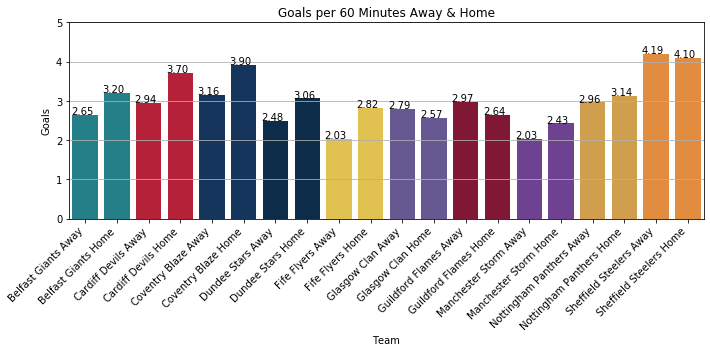 Goals per 60 Minutes Away & Home
Goals
5
4
3
2
1
0
2.65
3.20
2.94
3.70
3.16
3.90
2.48
3.06
2.03
2.82
2.79
2.57
2.97
2.64
2.03
2.43
2.96
3.14
4.19
4.10
Belfast Giants Away
Belfast Giants Home
Cardiff Devils Away
Cardiff Devils Home
Coventry Blaze Away
Coventry Blaze Home
Dundee Stars Away
Dundee Stars Home
Fife Flyers Away
Fife Flyers Home
Glasgow Clan Away
Glasgow Clan Home
Guildford Flames Away
Guildford Flames Home
Manchester Storm Away
Manchester Storm Home
Nottingham Panthers Away
Nottingham Panthers Home
Sheffield Steelers Away
Sheffield Steelers Home
Team